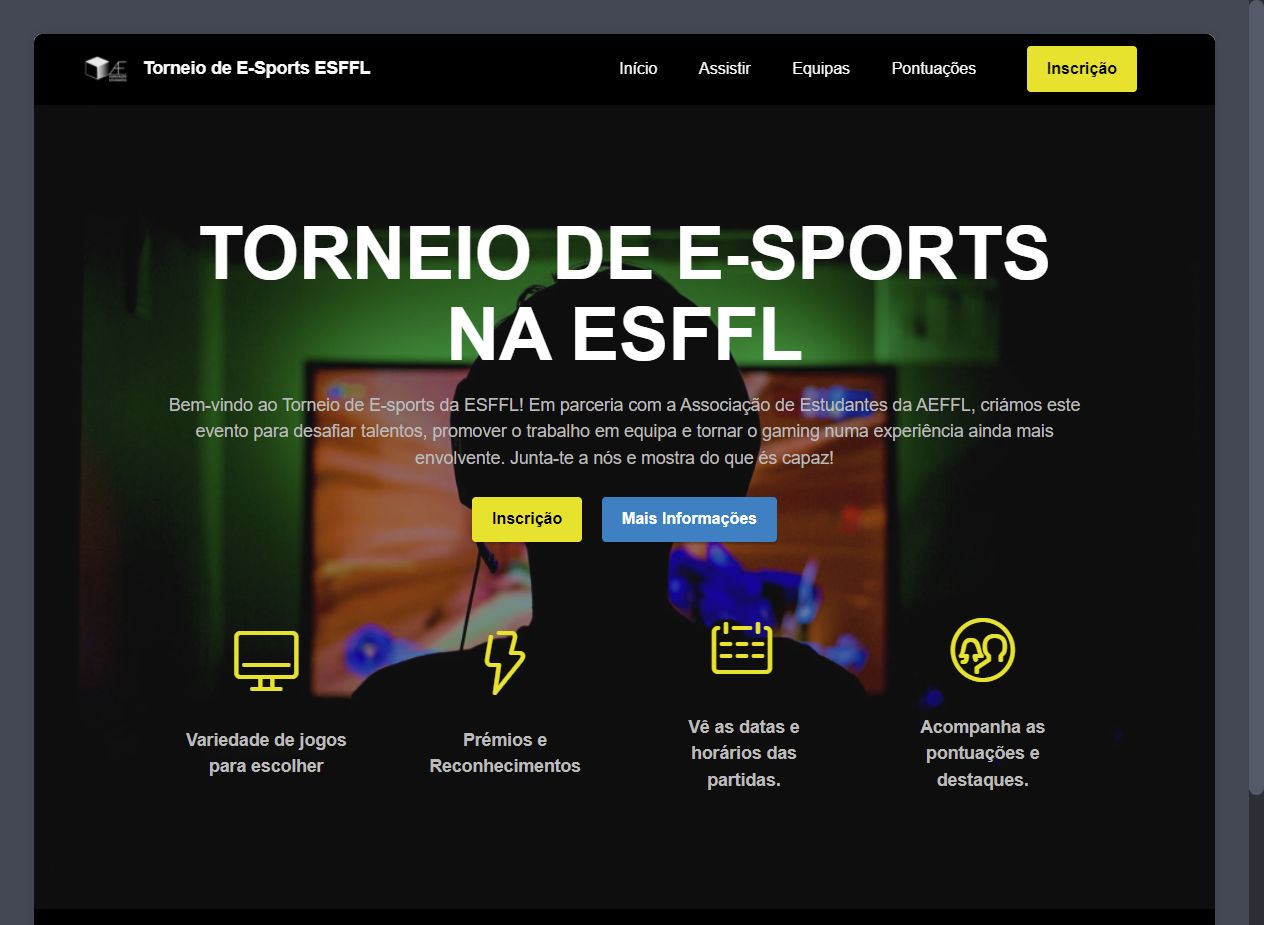 Torneio de E-Sports ESFFL
Início
Assistir
Equipas
Pontuações
Inscrição
TORNEIO DE E-SPORTS
NA ESFFL
Bem-vindo ao Torneio de E-sports da ESFFL! Em parceria com a Associação de Estudantes da AEFFL, criámos este
evento para desafiar talentos, promover o trabalho em equipa e tornar o gaming numa experiência ainda mais
envolvente. Junta-te a nós e mostra do que és capaz!
Inscrição
Mais Informações
Variedade de jogos
para escolher
Prémios e
Reconhecimentos
Vê as datas e
horários das
partidas.
Acompanha as
pontuações e
destaques.